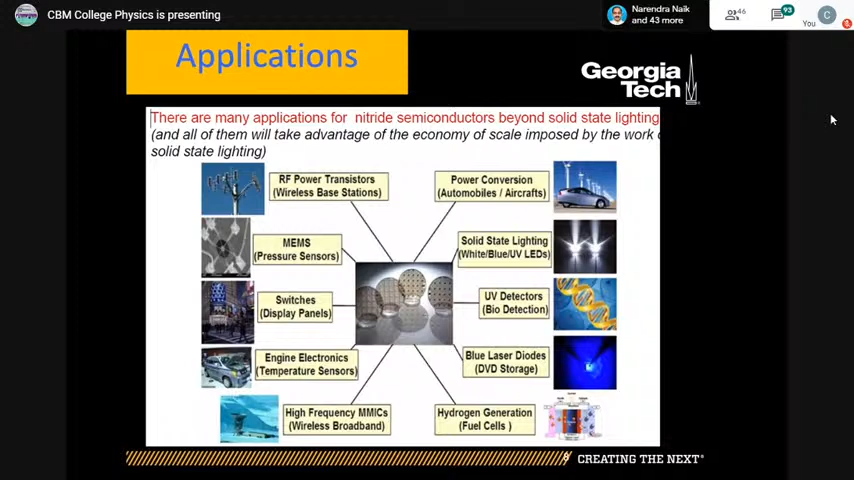 CBM College Physics is presenting
Narendra Naik
and 43 more
46
93
You
C
Applications
Georgia
Tech
There are many applications for nitride semiconductors beyond solid state lighting
(and all of them will take advantage of the economy of scale imposed by the work
solid state lighting)
RF Power Transistors
(Wireless Base Stations)
Power Conversion
(Automobiles / Aircrafts)
MEMS
(Pressure Sensors)
Solid State Lighting
(White/Blue/UV LEDs)
Switches
(Display Panels)
UV Detectors
(Bio Detection)
Engine Electronics
(Temperature Sensors)
Blue Laser Diodes
(DVD Storage)
High Frequency MMICs
(Wireless Broadband)
Hydrogen Generation
(Fuel Cells )
8
CREATING THE NEXT®